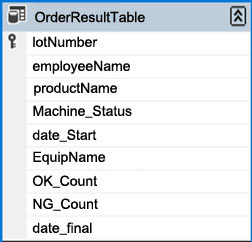 OrderResultTable
lotNumber
employeeName
productName
Machine_Status
date_Start
EquipName
OK_Count
NG_Count
date_final